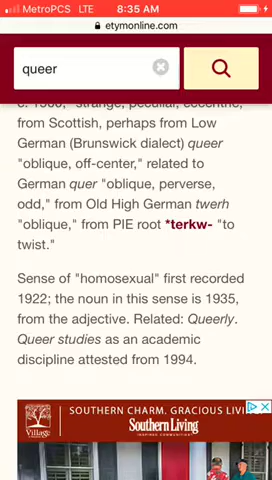 MetroPCS LTE 8:35 AM
etymonline.com
queer
c. 1500, "strange, peculiar, eccentric,"
from Scottish, perhaps from Low
German (Brunswick dialect) queer
"oblique, off-center," related to
German quer "oblique, perverse,
odd," from Old High German twerh
"oblique," from PIE root *terkw- "to
twist."
Sense of "homosexual" first recorded
1922; the noun in this sense is 1935,
from the adjective. Related: Queerly.
Queer studies as an academic
discipline attested from 1994.
SOUTHERN CHARM. GRACIOUS LIVI
Village
Southern Living